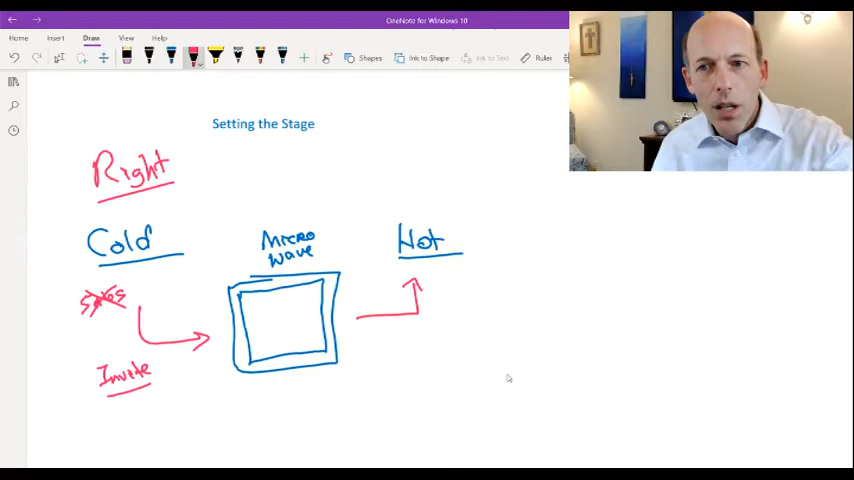 OneNote for Windows 10
Home Insert Draw View Help
Shapes Ink to Shape Ink to Text Ruler
Setting the Stage
Right
Cold
Micro
Wave
Hot
Sales
Invite